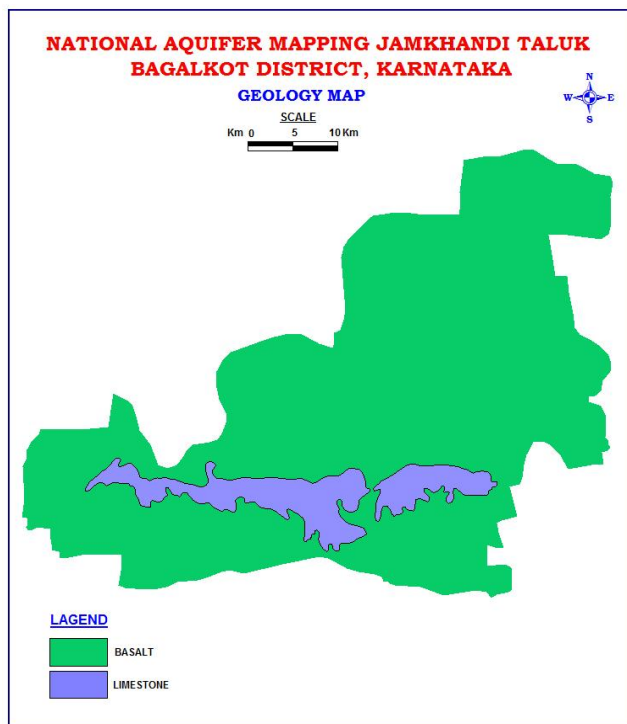 NATIONAL AQUIFER MAPPING JAMKHANDI TALUK
BAGALKOT DISTRICT, KARNATAKA
GEOLOGY MAP
SCALE
Km 0 5 10 Km
N
W E
S
LAGEND
BASALT
LIMESTONE